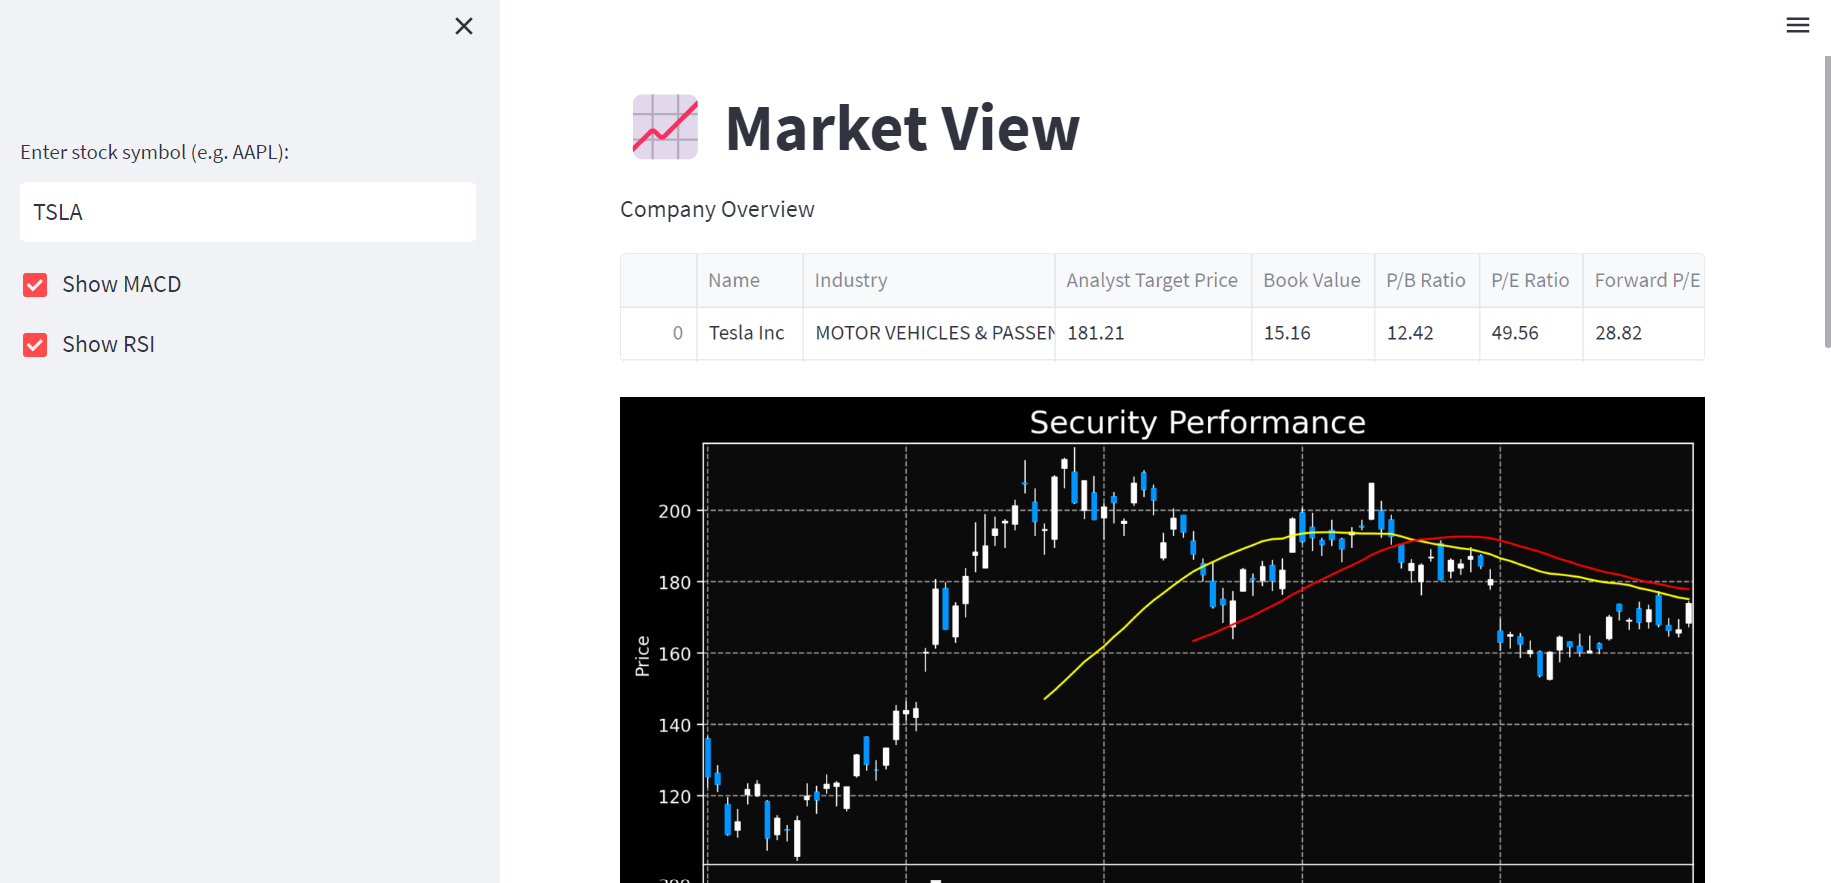 Enter stock symbol (e.g. AAPL):
TSLA
Show MACD
Show RSI
Market View
Company Overview
Name Industry Analyst Target Price Book Value P/B Ratio P/E Ratio Forward P/E
0 Tesla Inc MOTOR VEHICLES & PASSEN 181.21 15.16 12.42 49.56 28.82
Security Performance
200
180
160
140
120
Price